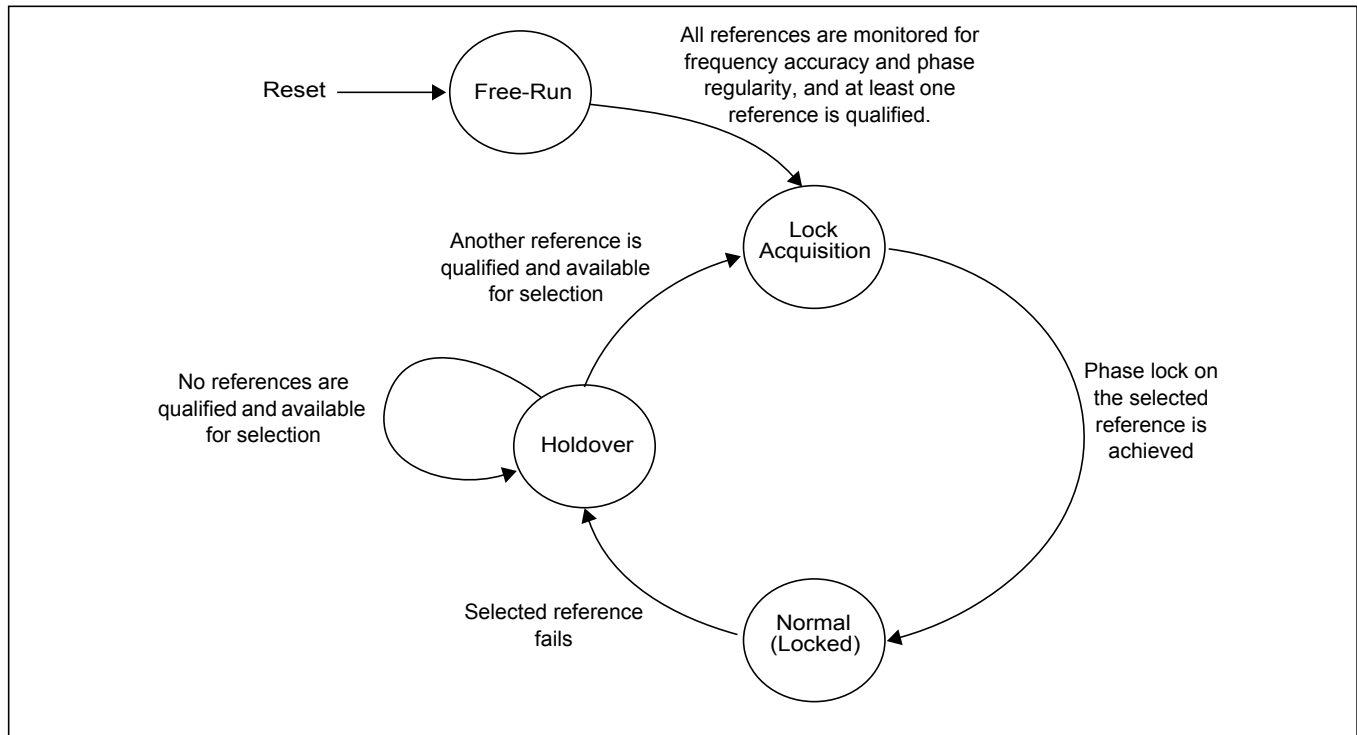 Reset
Free-Run
All references are monitored for
frequency accuracy and phase
regularity, and at least one
reference is qualified.
Lock
Acquisition
Another reference is
qualified and available
for selection
No references are
qualified and available
for selection
Holdover
Phase lock on
the selected
reference is
achieved
Selected reference
fails
Normal
(Locked)